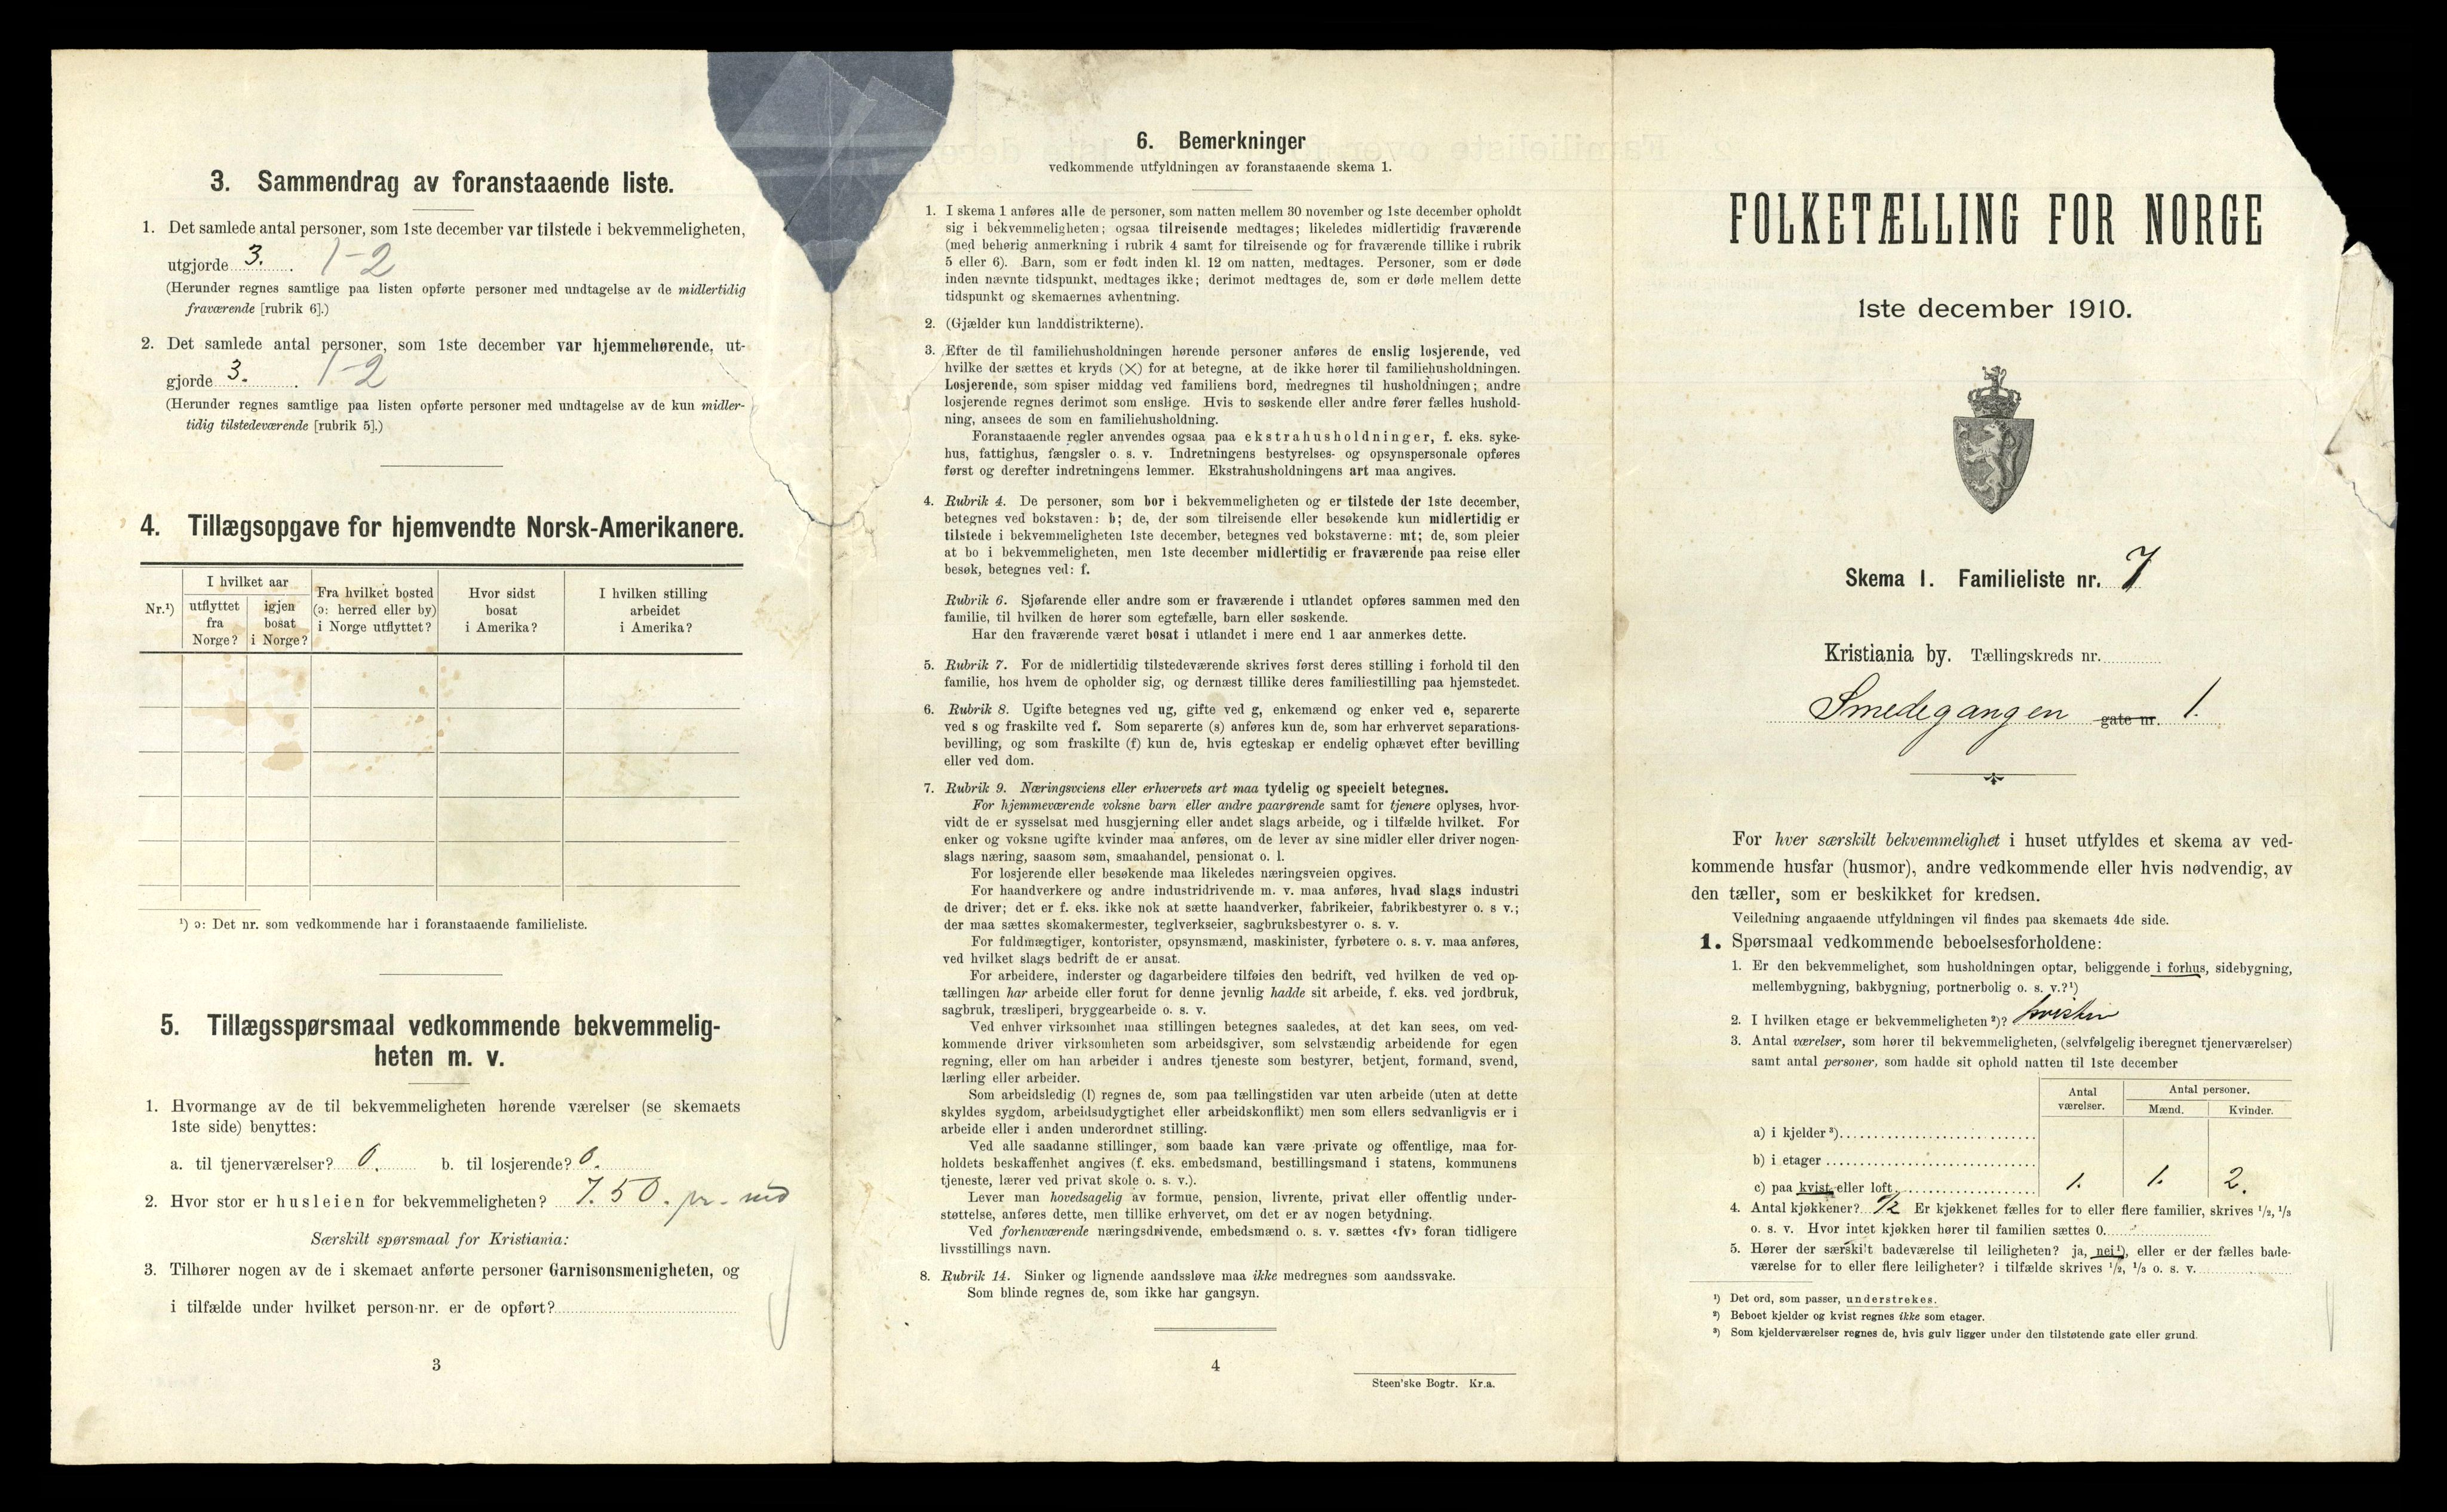 3. Sammendrag av foranstaaende liste.
1. Det samlede antal personer, som 1ste december var tilstede i bekvemmeligheten,
utgjorde 3. 1-2
(Herunder regnes samtlige paa listen opførte personer med undtagelse av de midlertidig
fraværende [rubrik 6].)
2. Det samlede antal personer, som 1ste december var hjemmehørende, ut-
gjorde 3. 1-2
(Herunder regnes samtlige paa listen opførte personer med undtagelse av de kun midler-
tidig tilstedeværende [rubrik 5].)
4. Tillægsopgave for hjemvendte Norsk-Amerikanere.
Nr.¹)
I hvilket aar
utflyttet fra Norge?
igjen bosat i Norge?
Fra hvilket bosted (ɔ: herred eller by) i Norge utflyttet?
Hvor sidst bosat i Amerika?
I hvilken stilling arbeidet i Amerika?
¹) ɔ: Det nr. som vedkommende har i foranstaaende familieliste.
5. Tillægsspørsmaal vedkommende bekvemmelig-
heten m. v.
1. Hvormange av de til bekvemmeligheten hørende værelser (se skemaets
1ste side) benyttes:
a. til tjenerværelser? 0. b. til losjerende? 0.
2. Hvor stor er husleien for bekvemmeligheten? 7.50. pr. md
Særskilt spørsmaal for Kristiania:
3. Tilhører nogen av de i skemaet anførte personer Garnisonsmenigheten, og
i tilfælde under hvilket person-nr. er de opført?
3
6. Bemerkninger
vedkommende utfyldningen av foranstaaende skema 1.
1. I skema 1 anføres alle de personer, som natten mellem 30 november og 1ste december opholdt
sig i bekvemmeligheten; ogsaa tilreisende medtages; likeledes midlertidig fraværende
(med behørig anmerkning i rubrik 4 samt for tilreisende og for fraværende tillike i rubrik
5 eller 6). Barn, som er født inden kl. 12 om natten, medtages. Personer, som er døde
inden nævnte tidspunkt, medtages ikke; derimot medtages de, som er døde mellem dette
tidspunkt og skemaernes avhentning.
2. (Gjælder kun landdistrikterne).
3. Efter de til familiehusholdningen hørende personer anføres de enslig losjerende, ved
hvilke der sættes et kryds (✕) for at betegne, at de ikke hører til familiehusholdningen.
Losjerende, som spiser middag ved familiens bord, medregnes til husholdningen; andre
losjerende regnes derimot som enslige. Hvis to søskende eller andre fører fælles hushold-
ning, ansees de som en familiehusholdning.
Foranstaaende regler anvendes ogsaa paa ekstrahusholdninger, f. eks. syke-
hus, fattighus, fængsler o. s. v. Indretningens bestyrelses- og opsynspersonale opføres
først og derefter indretningens lemmer. Ekstrahusholdningens art maa angives.
4. Rubrik 4. De personer, som bor i bekvemmeligheten og er tilstede der 1ste december,
betegnes ved bokstaven: b; de, der som tilreisende eller besøkende kun midlertidig er
tilstede i bekvemmeligheten 1ste december, betegnes ved bokstaverne: mt; de, som pleier
at bo i bekvemmeligheten, men 1ste december midlertidig er fraværende paa reise eller
besøk, betegnes ved: f.
Rubrik 6. Sjøfarende eller andre som er fraværende i utlandet opføres sammen med den
familie, til hvilken de hører som egtefælle, barn eller søskende.
Har den fraværende været bosat i utlandet i mere end 1 aar anmerkes dette.
5. Rubrik 7. For de midlertidig tilstedeværende skrives først deres stilling i forhold til den
familie, hos hvem de opholder sig, og dernæst tillike deres familiestilling paa hjemstedet.
6. Rubrik 8. Ugifte betegnes ved ug, gifte ved g, enkemænd og enker ved e, separerte
ved s og fraskilte ved f. Som separerte (s) anføres kun de, som har erhvervet separations-
bevilling, og som fraskilte (f) kun de, hvis egteskap er endelig ophævet efter bevilling
eller ved dom.
7. Rubrik 9. Næringsveiens eller erhvervets art maa tydelig og specielt betegnes.
For hjemmeværende voksne barn eller andre paarørende samt for tjenere oplyses, hvor-
vidt de er sysselsat med husgjerning eller andet slags arbeide, og i tilfælde hvilket. For
enker og voksne ugifte kvinder maa anføres, om de lever av sine midler eller driver nogen-
slags næring, saasom søm, smaahandel, pensionat o. l.
For losjerende eller besøkende maa likeledes næringsveien opgives.
For haandverkere og andre industridrivende m. v. maa anføres, hvad slags industri
de driver; det er f. eks. ikke nok at sætte haandverker, fabrikeier, fabrikbestyrer o. s v.;
der maa sættes skomakermester, teglverkseier, sagbruksbestyrer o. s. v.
For fuldmægtiger, kontorister, opsynsmænd, maskinister, fyrbøtere o. s. v. maa anføres,
ved hvilket slags bedrift de er ansat.
For arbeidere, inderster og dagarbeidere tilføies den bedrift, ved hvilken de ved op-
tællingen har arbeide eller forut for denne jevnlig hadde sit arbeide, f. eks. ved jordbruk,
sagbruk, træsliperi, bryggearbeide o. s. v.
Ved enhver virksomhet maa stillingen betegnes saaledes, at det kan sees, om ved-
kommende driver virksomheten som arbeidsgiver, som selvstændig arbeidende for egen
regning, eller om han arbeider i andres tjeneste som bestyrer, betjent, formand, svend,
lærling eller arbeider.
Som arbeidsledig (l) regnes de, som paa tællingstiden var uten arbeide (uten at dette
skyldes sygdom, arbeidsudygtighet eller arbeidskonflikt) men som ellers sedvanligvis er i
arbeide eller i anden underordnet stilling.
Ved alle saadanne stillinger, som baade kan være private og offentlige, maa for-
holdets beskaffenhet angives (f. eks. embedsmand, bestillingsmand i statens, kommunens
tjeneste, lærer ved privat skole o. s. v.).
Lever man hovedsagelig av formue, pension, livrente, privat eller offentlig under-
støttelse, anføres dette, men tillike erhvervet, om det er av nogen betydning.
Ved forhenværende næringsdrivende, embedsmænd o. s. v. sættes «fv» foran tidligere
livsstillings navn.
8. Rubrik 14. Sinker og lignende aandssløve maa ikke medregnes som aandssvake.
Som blinde regnes de, som ikke har gangsyn.
4
Steen'ske Bogtr. Kr.a.
FOLKETÆLLING FOR NORGE
1ste december 1910.
Skema 1. Familieliste nr. 7
Kristiania by. Tællingskreds nr.
Smedegangen gate nr. 1.
For hver særskilt bekvemmelighet i huset utfyldes et skema av ved-
kommende husfar (husmor), andre vedkommende eller hvis nødvendig, av
den tæller, som er beskikket for kredsen.
Veiledning angaaende utfyldningen vil findes paa skemaets 4de side.
1. Spørsmaal vedkommende beboelsesforholdene:
1. Er den bekvemmelighet, som husholdningen optar, beliggende i forhus, sidebygning,
mellembygning, bakbygning, portnerbolig o. s. v.?¹)
2. I hvilken etage er bekvemmeligheten²)? kvisten
3. Antal værelser, som hører til bekvemmeligheten, (selvfølgelig iberegnet tjenerværelser)
samt antal personer, som hadde sit ophold natten til 1ste december
Antal værelser. Antal personer.
Mænd. Kvinder.
a) i kjelder³)
b) i etager
c) paa kvist eller loft 1. 1. 2.
4. Antal kjøkkener? 1/2 Er kjøkkenet fælles for to eller flere familier, skrives 1/2, 1/3
o. s. v. Hvor intet kjøkken hører til familien sættes 0.
5. Hører der særskilt badeværelse til leiligheten? ja, nei¹), eller er der fælles bade-
værelse for to eller flere leiligheter? i tilfælde skrives 1/2, 1/3 o. s. v.
¹) Det ord, som passer, understrekes.
²) Beboet kjelder og kvist regnes ikke som etager.
³) Som kjelderværelser regnes de, hvis gulv ligger under den tilstøtende gate eller grund.